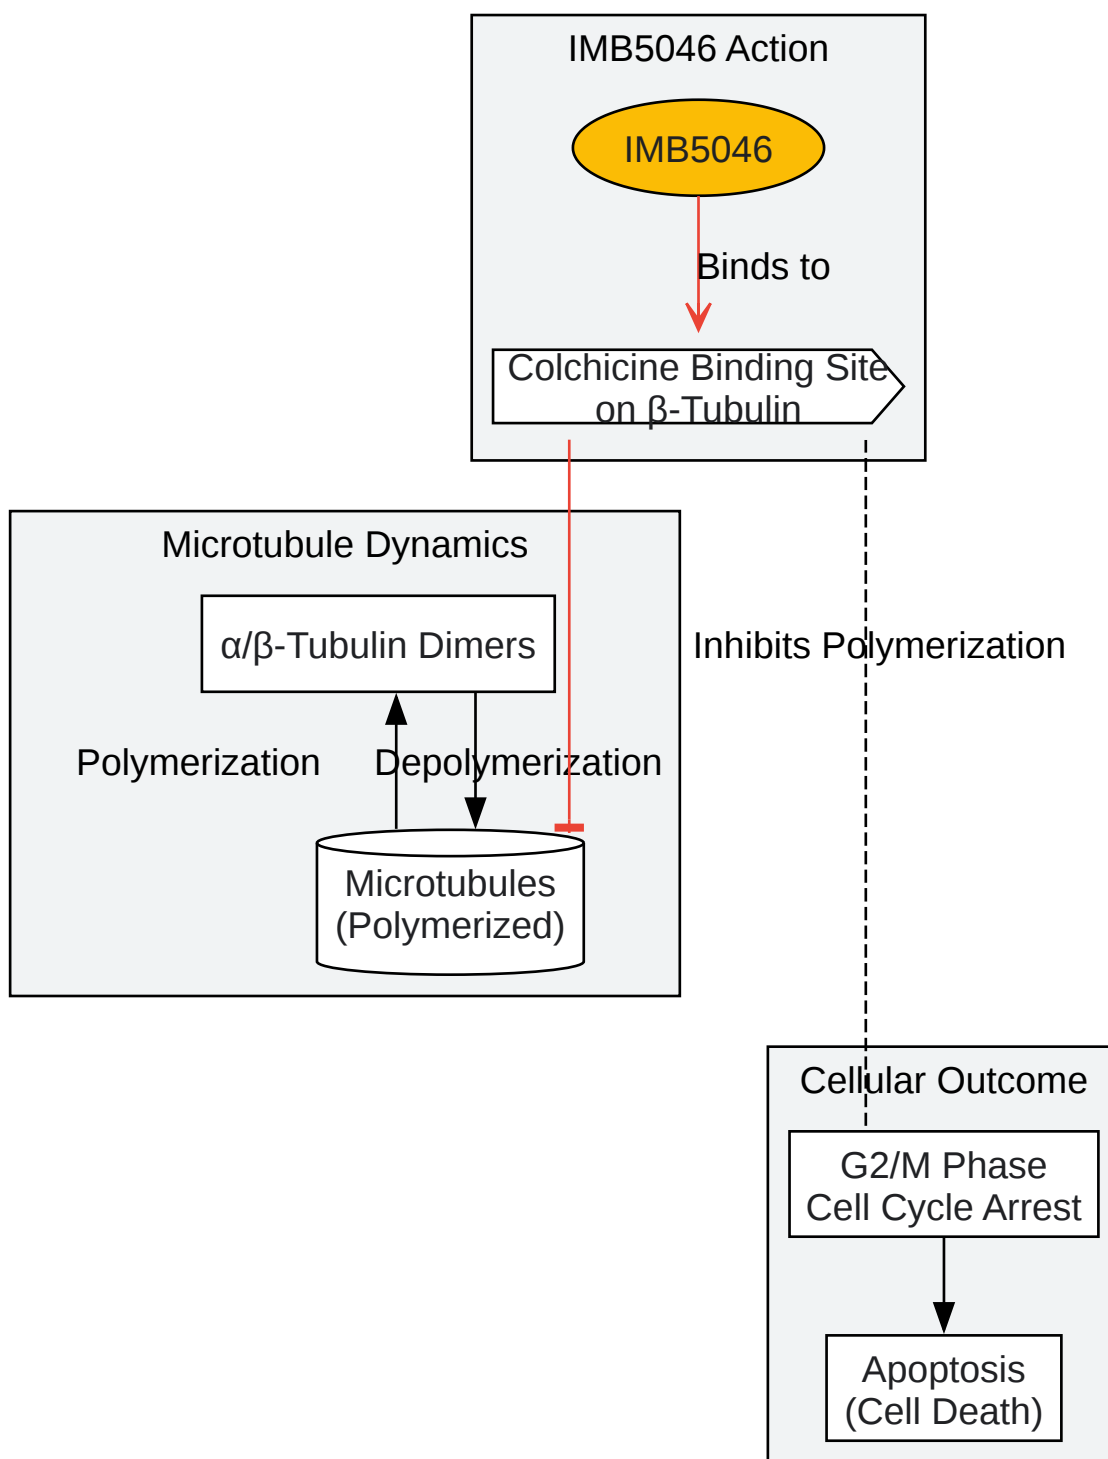 IMB5046 Action
IMB5046
Binds to
Colchicine Binding Site
on β-Tubulin
Microtubule Dynamics
α/β-Tubulin Dimers
Inhibits Polymerization
Polymerization
Depolymerization
Microtubules
(Polymerized)
Cellular Outcome
G2/M Phase
Cell Cycle Arrest
Apoptosis
(Cell Death)